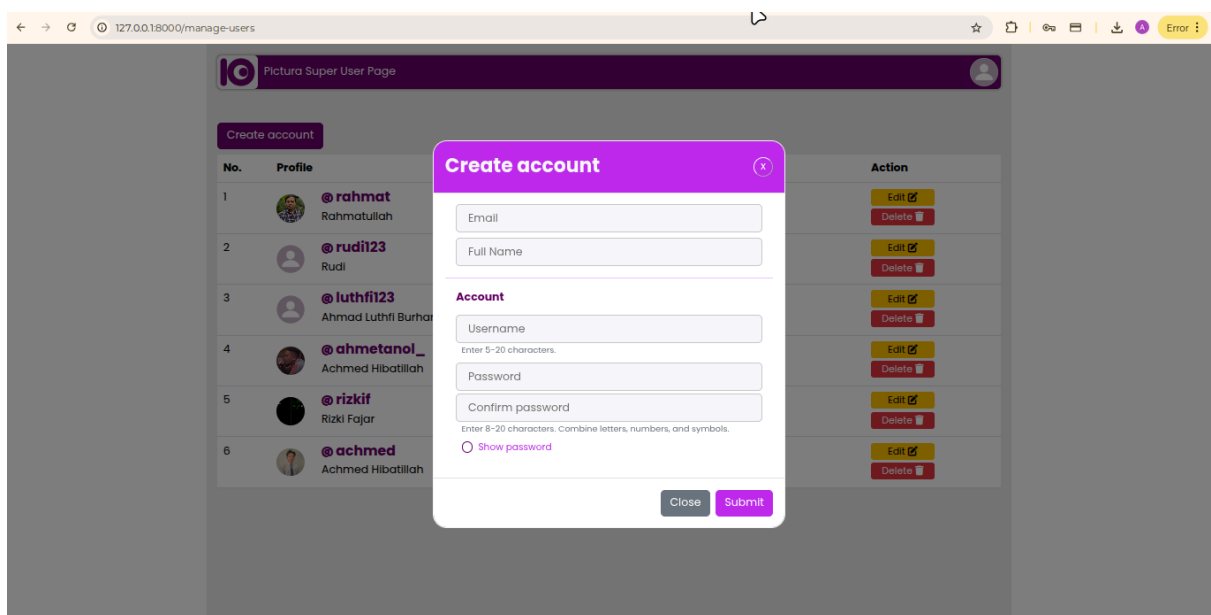 127.0.0.1:8000/manage-users
Error
Pictura Super User Page
Create account
No. Profile Action
1 @rahmat Edit
Rahmatullah Delete
2 @rudi123 Edit
Rudi Delete
3 @luthfi123 Edit
Ahmad Luthfi Delete
4 @ahmetanol_ Edit
Achmed Hibatillah Delete
5 @rizkif Edit
Rizki Fajar Delete
6 @achmed Edit
Achmed Hibatillah Delete
Create account x
Email
Full Name
Account
Username
Enter 5-20 characters.
Password
Confirm password
Enter 8-20 characters. Combine letters, numbers, and symbols.
Show password
Close Submit